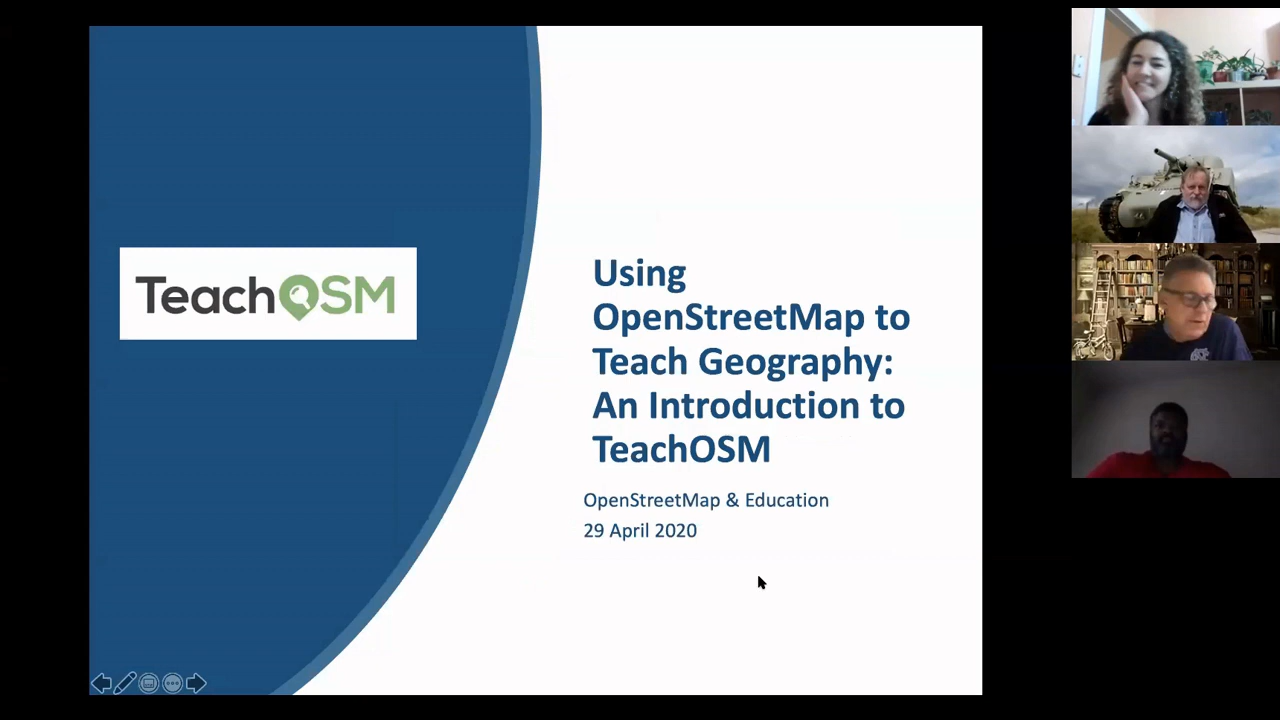 TeachOSM
Using
OpenStreetMap to
Teach Geography:
An Introduction to
TeachOSM
OpenStreetMap & Education
29 April 2020